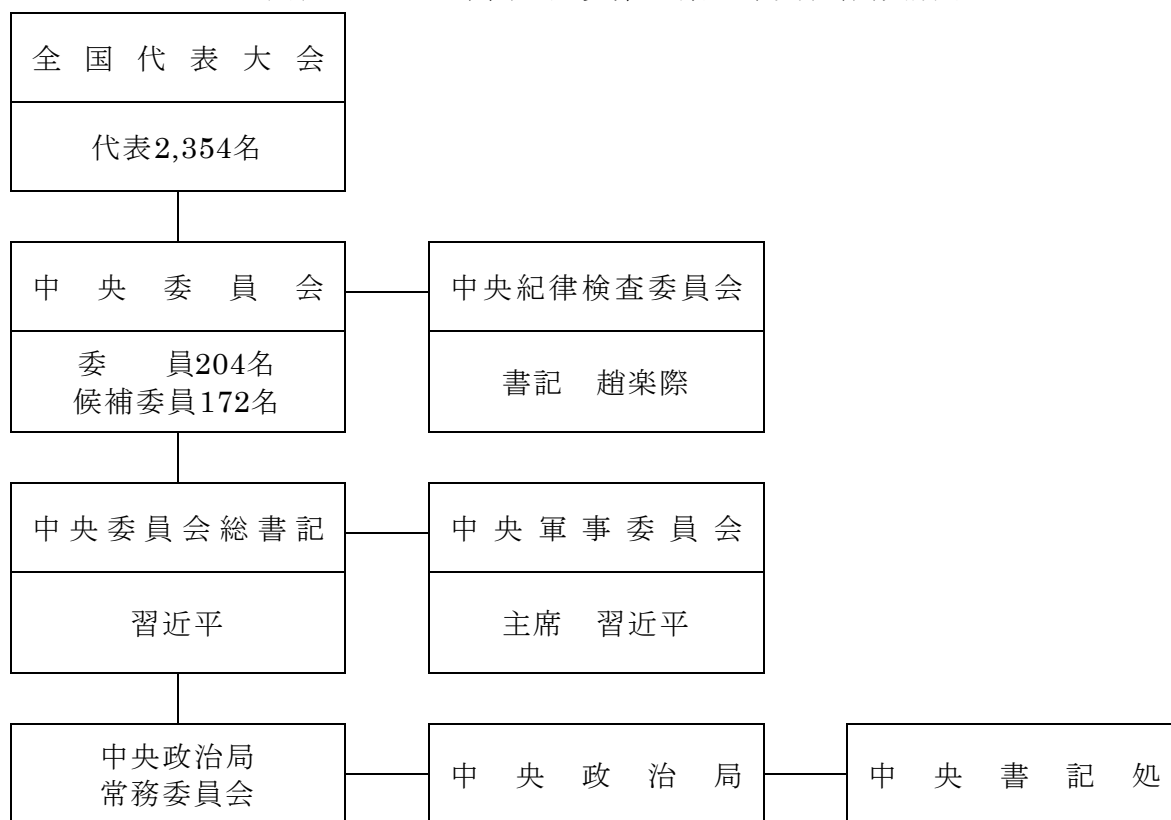 全国代表大会
代表2,354名
中央委員会
中央紀律検査委員会
委　員204名
候補委員172名
書記　趙楽際
中央委員会総書記
中央軍事委員会
習近平
主席　習近平
中央政治局
常務委員会
中央政治局
中央書記処